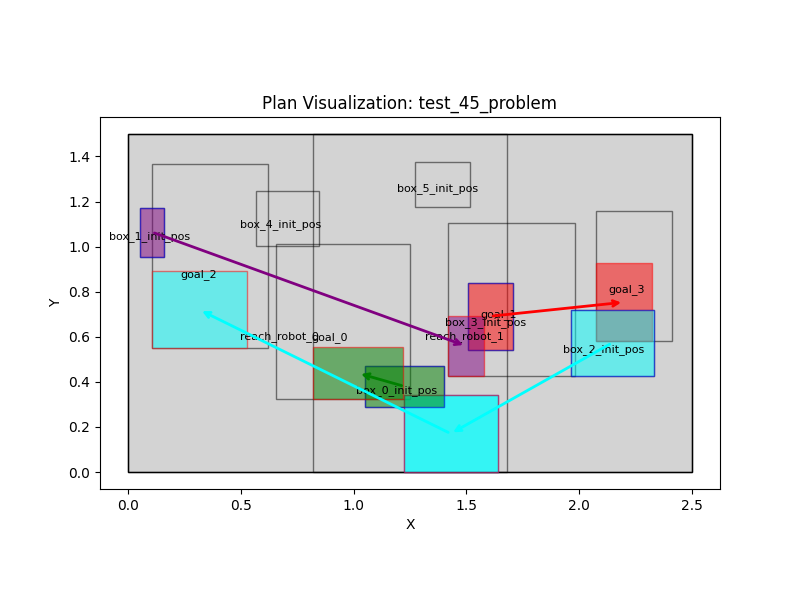 Plan Visualization: test_45_problem
Y
1.4
1.2
1.0
0.8
0.6
0.4
0.2
0.0
box_5_init_pos
box_4_init_pos
box_1_init_pos
goal_2
goal_3
goal_1
box_3_init_pos
reach_robot_0
goal_0
reach_robot_1
box_2_init_pos
box_0_init_pos
0.0 0.5 1.0 1.5 2.0 2.5
X